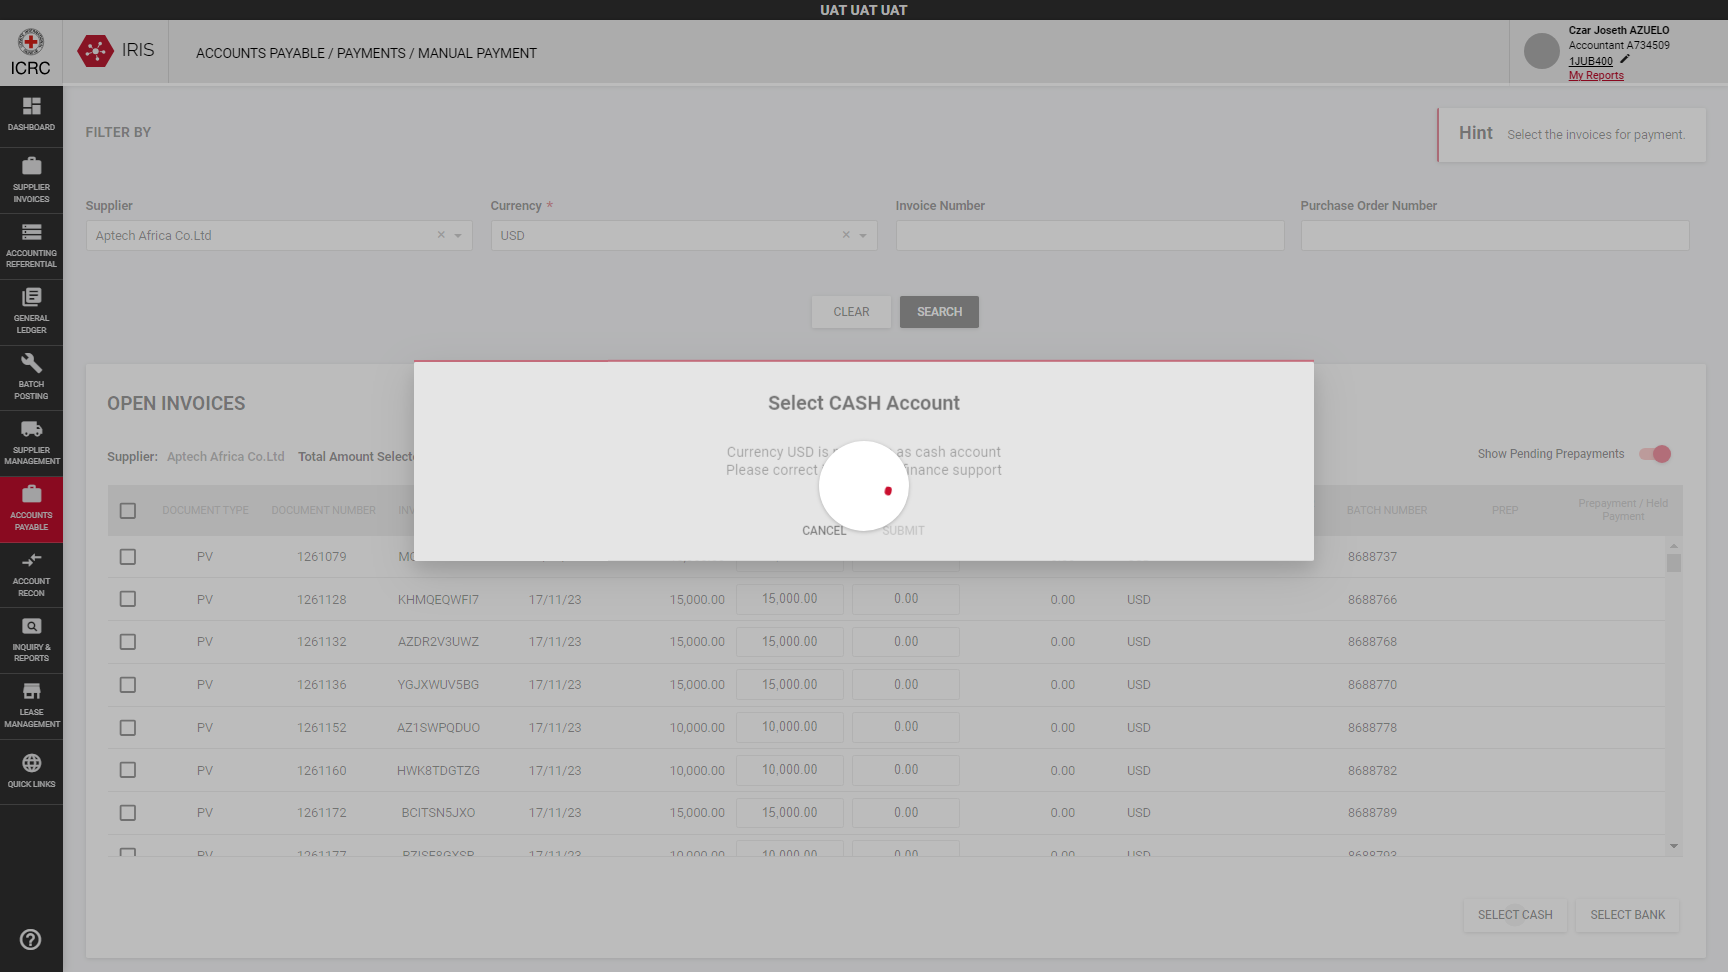 UAT UAT UAT
ICRC
IRIS
ACCOUNTS PAYABLE / PAYMENTS / MANUAL PAYMENT
Czar Joseth AZUELO
Accountant A734509
1JUB400
My Reports
DASHBOARD
SUPPLIER
INVOICES
ACCOUNTING
REFERENTIAL
GENERAL
LEDGER
BATCH
POSTING
SUPPLIER
MANAGEMENT
ACCOUNTS
PAYABLE
ACCOUNT
RECON
INQUIRY &
REPORTS
LEASE
MANAGEMENT
QUICK LINKS
FILTER BY
Hint Select the invoices for payment.
Supplier Currency * Invoice Number Purchase Order Number
Aptech Africa Co.Ltd USD
CLEAR SEARCH
OPEN INVOICES
Supplier: Aptech Africa Co.Ltd Total Amount
Show Pending Prepayments
Select CASH Account
Currency USD is as cash account
Please correct finance support
CANCEL SUBMIT
DOCUMENT TYPE DOCUMENT NUMBER BATCH NUMBER PREP Prepayment / Held
Payment
PV 1261079 8688737
PV 1261128 KHMQEQWFI7 17/11/23 15,000.00 15,000.00 0.00 0.00 USD 8688766
PV 1261132 AZDR2V3UWZ 17/11/23 15,000.00 15,000.00 0.00 0.00 USD 8688768
PV 1261136 YGJXWUV5BG 17/11/23 15,000.00 15,000.00 0.00 0.00 USD 8688770
PV 1261152 AZ1SWPQDUO 17/11/23 10,000.00 10,000.00 0.00 0.00 USD 8688778
PV 1261160 HWK8TDGTZG 17/11/23 10,000.00 10,000.00 0.00 0.00 USD 8688782
PV 1261172 BCITSN5JXO 17/11/23 15,000.00 15,000.00 0.00 0.00 USD 8688789
PV 1261177 17/11/23 10,000.00 10,000.00 0.00 0.00 USD 8688793
SELECT CASH SELECT BANK